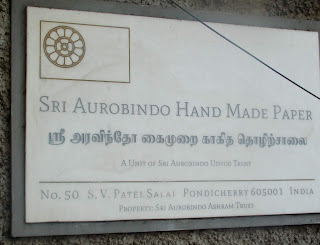 Sri Aurobindo Hand Made Paper
ஸ்ரீ அரவிந்தோ கைமுறை காகித தொழிற்சாலை
A Unit of Sri Aurobindo Udyog Trust
No. 50 S. V. Patel Salai Pondicherry 605001 India
Property: Sri Aurobindo Ashram Trust